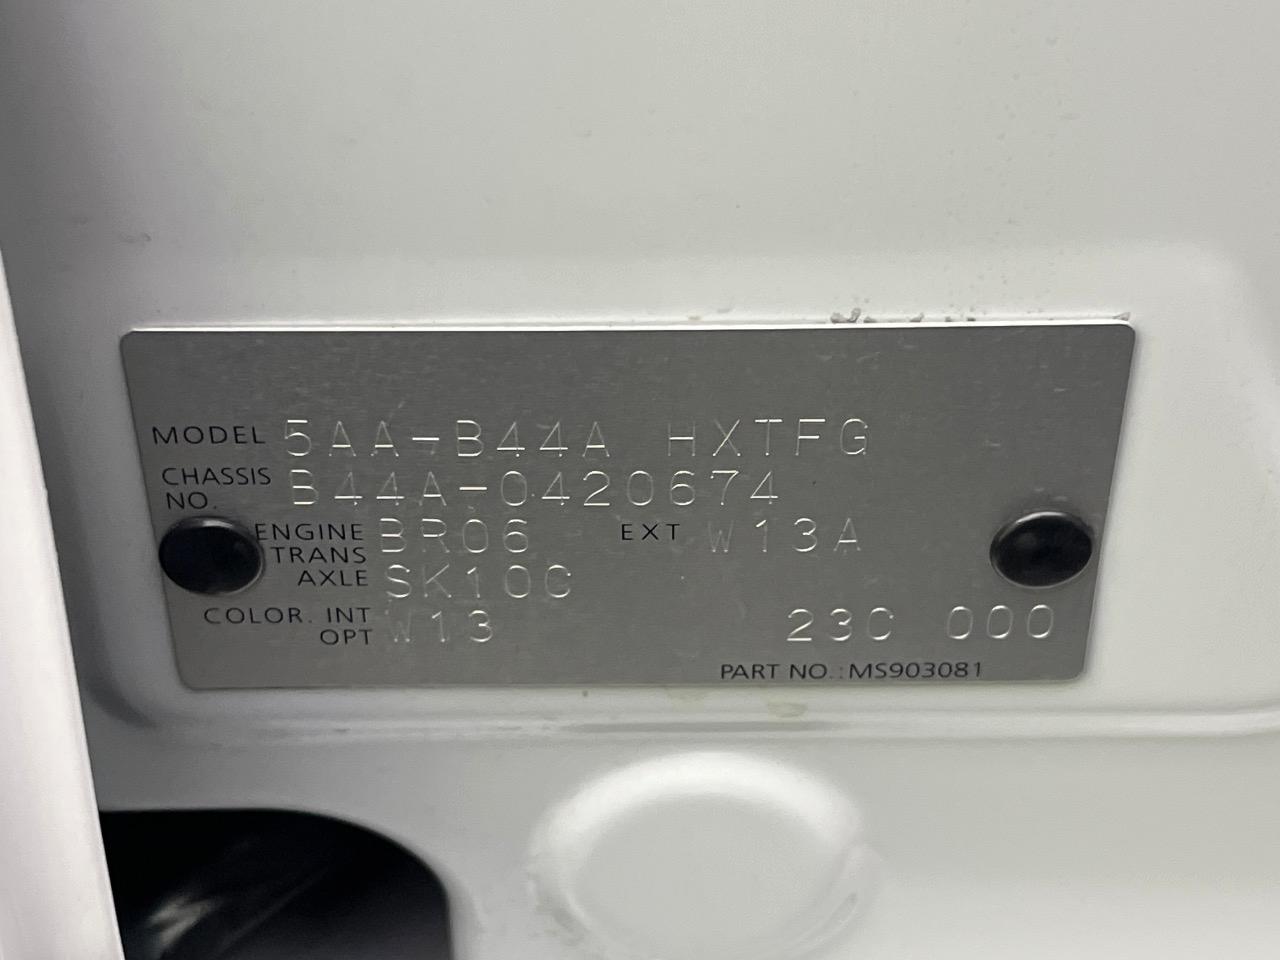 MODEL 5AA-B44A HXTFG
CHASSIS NO. B44A-0420674
ENGINE BR06 EXT W13A
TRANS AXLE SK10C
COLOR. INT W13 23C 000
OPT
PART NO.:MS903081